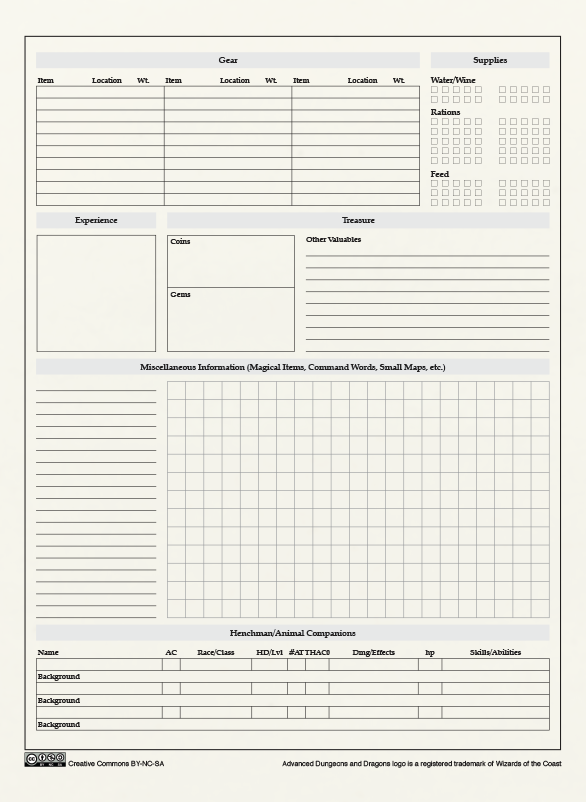 Gear
Supplies
Item Location Wt. Item Location Wt. Item Location Wt.
Water/Wine
Rations
Feed
Experience
Treasure
Coins
Other Valuables
Gems
Miscellaneous Information (Magical Items, Command Words, Small Maps, etc.)
Henchman/Animal Companions
Name AC Race/Class HD/Lvl #AT THAC0 Dmg/Effects hp Skills/Abilities
Background
Background
Background
Creative Commons BY-NC-SA
Advanced Dungeons and Dragons logo is a registered trademark of Wizards of the Coast